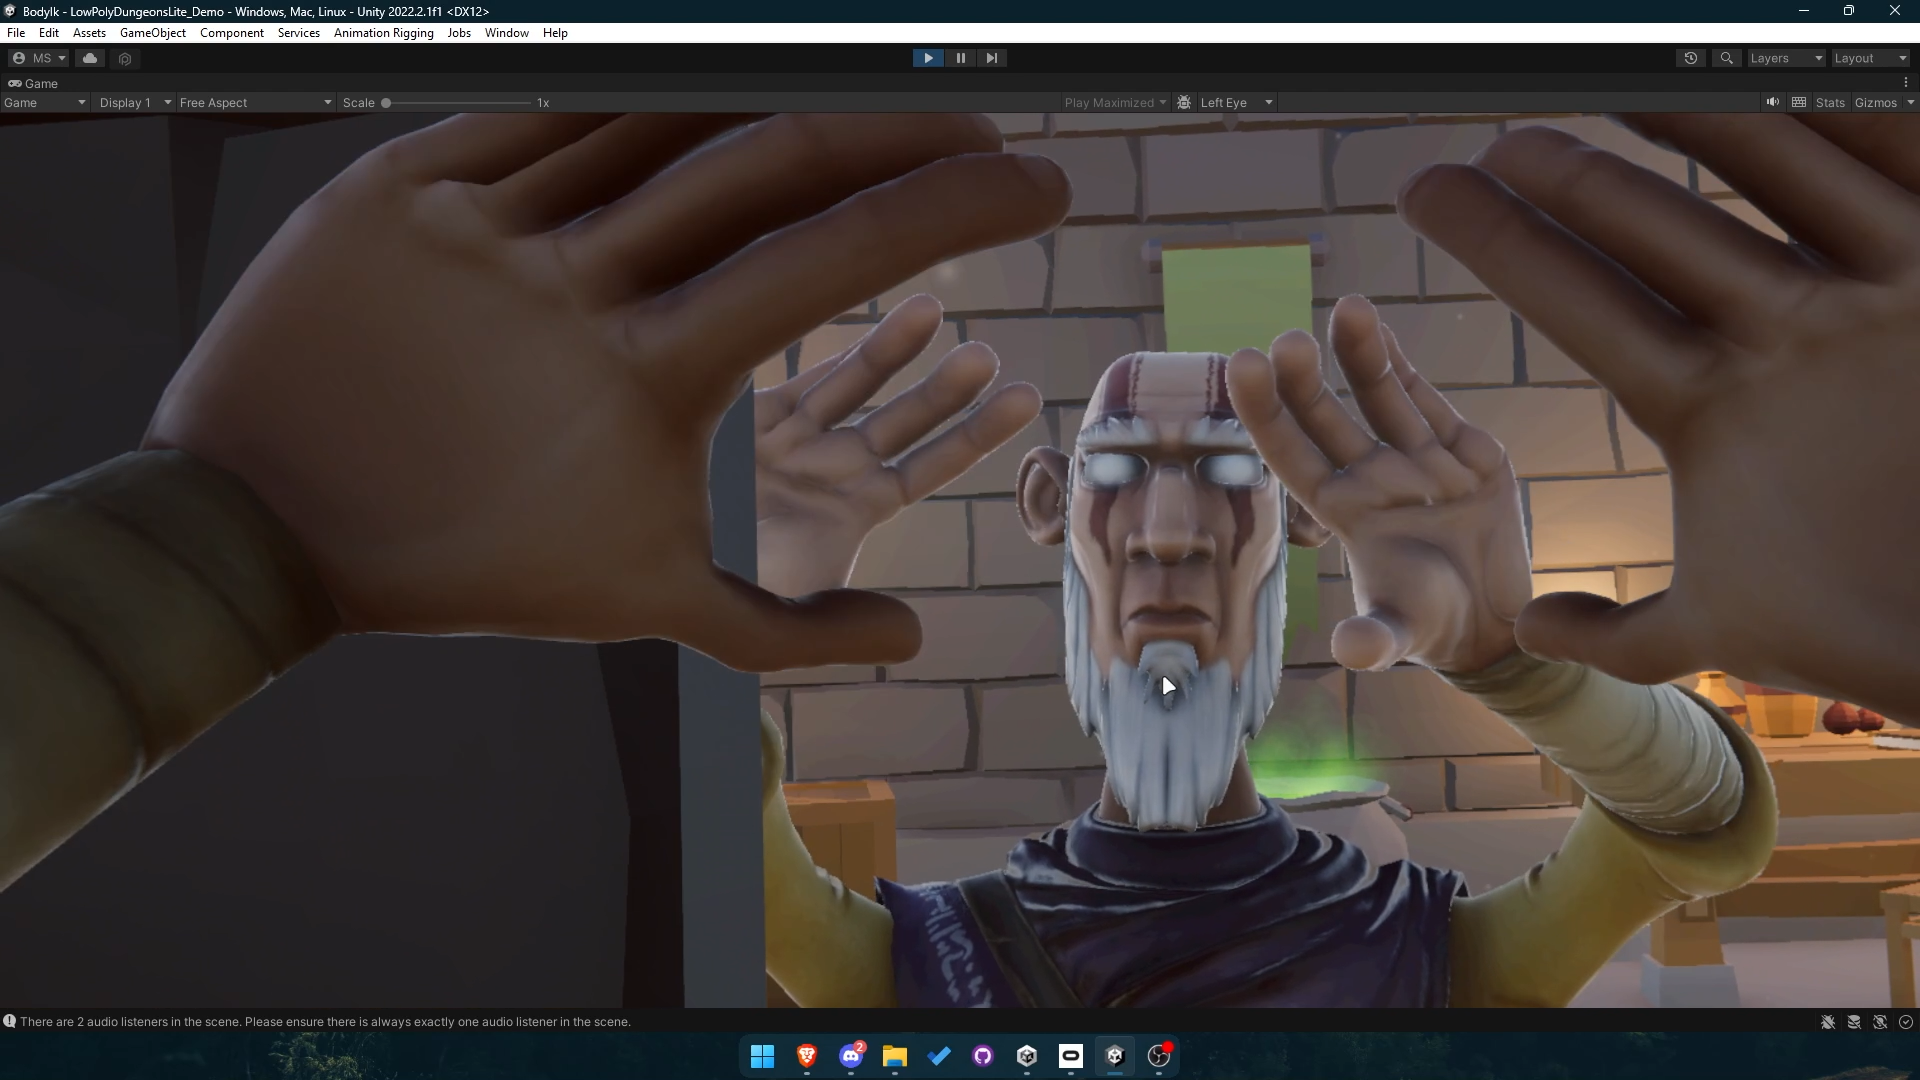 BodyIk - LowPolyDungeonsLite_Demo - Windows, Mac, Linux - Unity 2022.2.1f1 <DX12>
File Edit Assets GameObject Component Services Animation Rigging Jobs Window Help
MS Layers Layout
Game
Game Display 1 Free Aspect Scale 1x Play Maximized Left Eye Stats Gizmos
There are 2 audio listeners in the scene. Please ensure there is always exactly one audio listener in the scene.
2